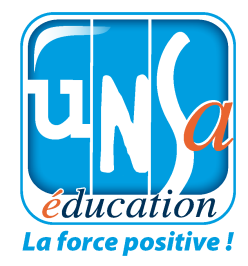 uNSa
éducation
La force positive !